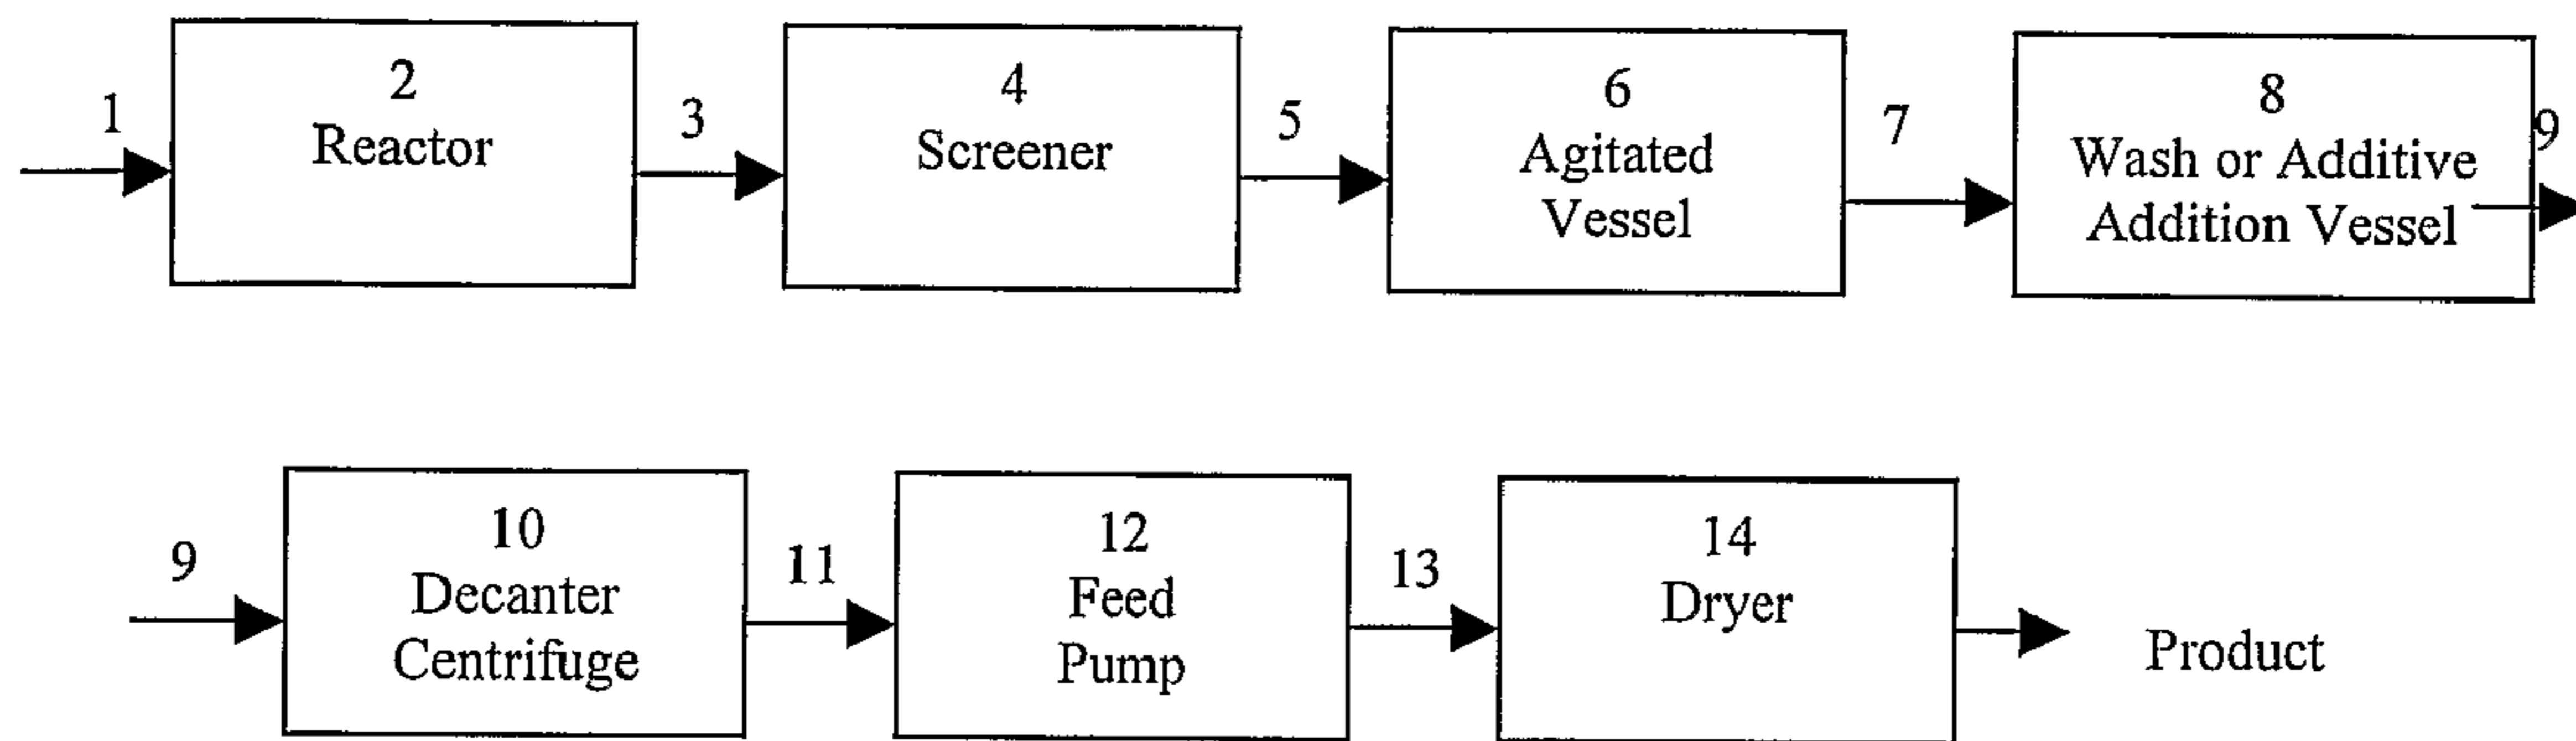 1
2
Reactor
3
4
Screener
5
6
Agitated
Vessel
7
8
Wash or Additive
Addition Vessel
9
9
10
Decanter
Centrifuge
11
12
Feed
Pump
13
14
Dryer
Product